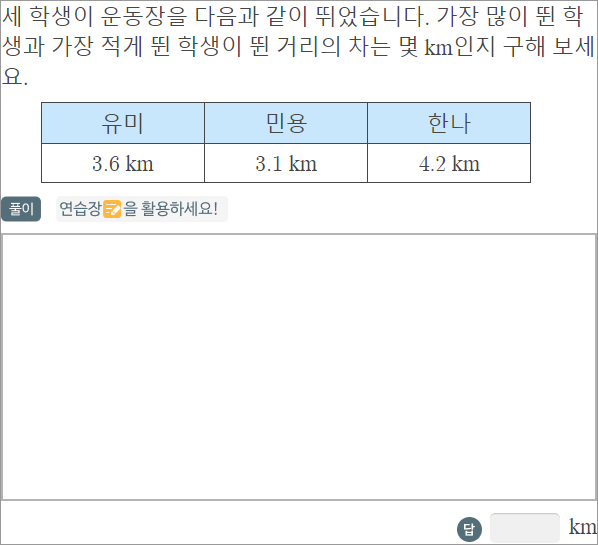 세 학생이 운동장을 다음과 같이 뛰었습니다. 가장 많이 뛴 학
생과 가장 적게 뛴 학생이 뛴 거리의 차는 몇 km인지 구해 보세
요.
유미 민용 한나
3.6 km 3.1 km 4.2 km
풀이 연습장을 활용하세요!
답 km